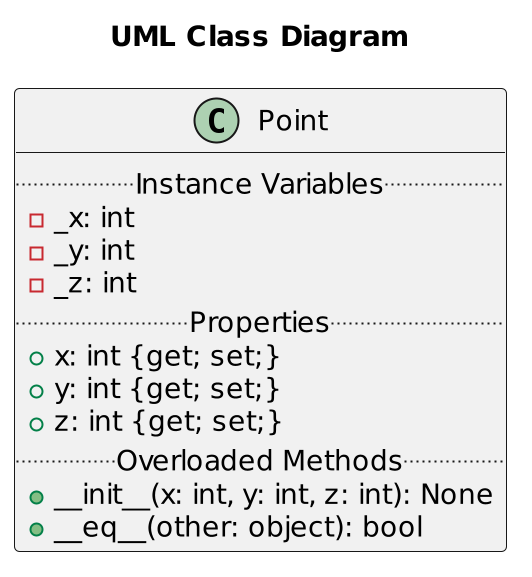 UML Class Diagram
C Point
Instance Variables
_x: int
_y: int
_z: int
Properties
x: int {get; set;}
y: int {get; set;}
z: int {get; set;}
Overloaded Methods
__init__(x: int, y: int, z: int): None
__eq__(other: object): bool